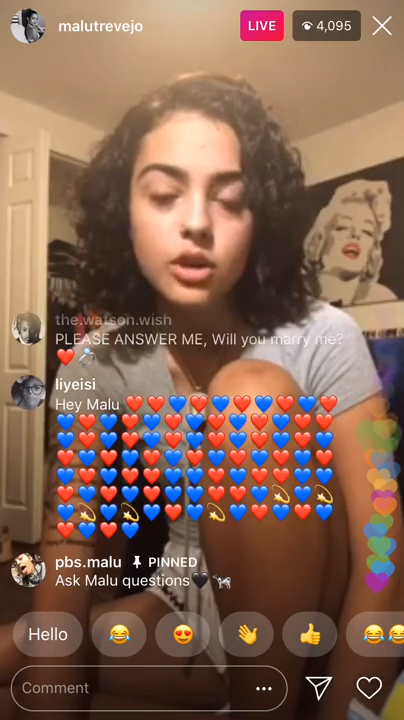 malutrevejo
LIVE
4,095
the.watson.wish
PLEASE ANSWER ME, Will you marry me?
❤️💍
liyeisi
Hey Malu ❤️❤️💙❤️💙❤️💙❤️💙❤️
pbs.malu PINNED
Ask Malu questions🖤🐄
Hello
Comment